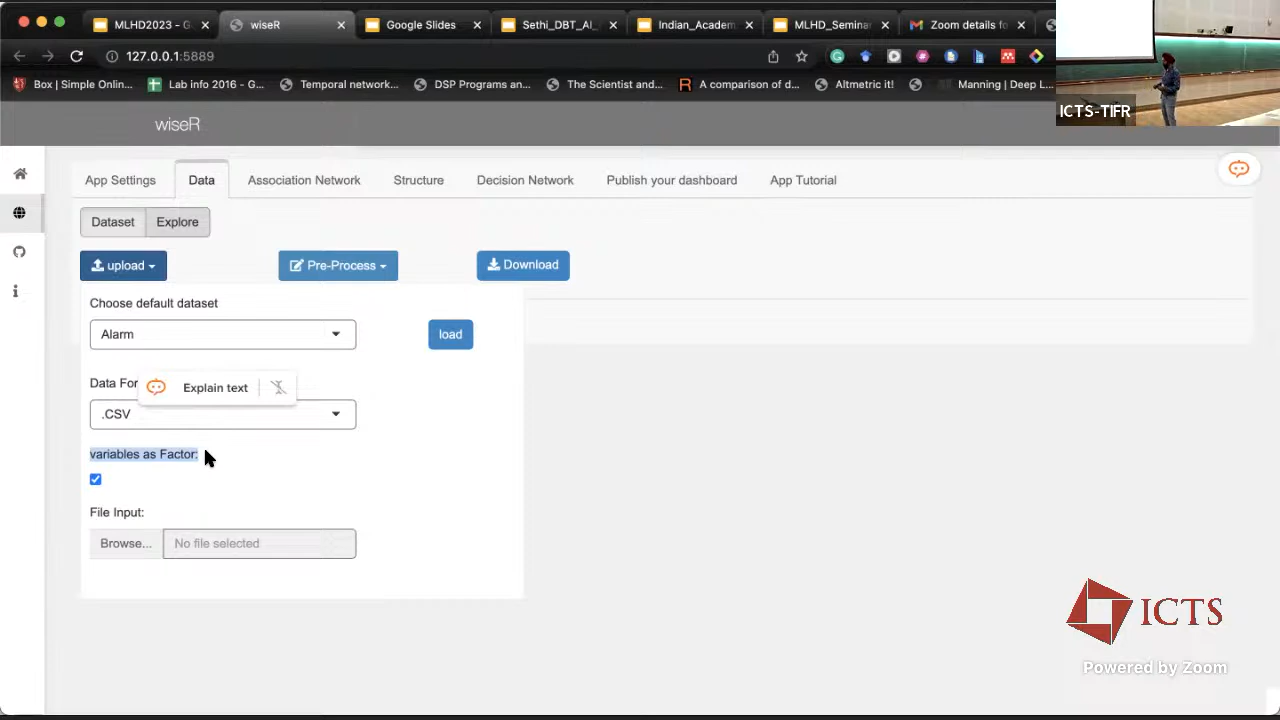 MLHD2023 - G
wiseR
Google Slides
Sethi_DBT_AI_
Indian_Academ
MLHD_Semina
Zoom details fo
127.0.0.1:5889
Box | Simple Onlin...
Lab info 2016 - G...
Temporal network...
DSP Programs an...
The Scientist and...
A comparison of d...
Altmetric it!
Manning | Deep L...
ICTS-TIFR
wiseR
App Settings
Data
Association Network
Structure
Decision Network
Publish your dashboard
App Tutorial
Dataset
Explore
upload
Pre-Process
Download
Choose default dataset
Alarm
load
Data For
Explain text
.CSV
variables as Factor:
File Input:
Browse...
No file selected
ICTS
Powered by Zoom